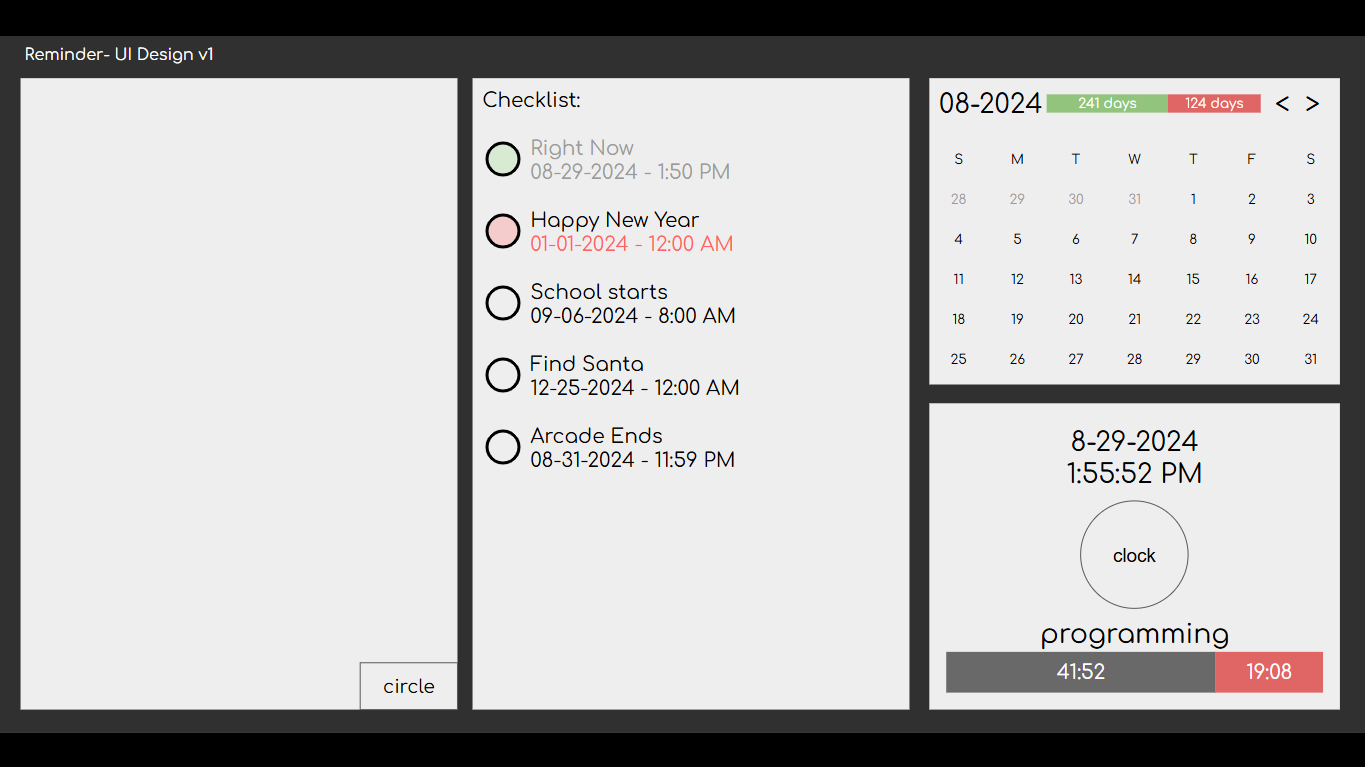 Reminder- UI Design v1
circle
Checklist:
Right Now
08-29-2024 - 1:50 PM
Happy New Year
01-01-2024 - 12:00 AM
School starts
09-06-2024 - 8:00 AM
Find Santa
12-25-2024 - 12:00 AM
Arcade Ends
08-31-2024 - 11:59 PM
08-2024 241 days 124 days < >
S M T W T F S
28 29 30 31 1 2 3
4 5 6 7 8 9 10
11 12 13 14 15 16 17
18 19 20 21 22 23 24
25 26 27 28 29 30 31
8-29-2024
1:55:52 PM
clock
programming
41:52 19:08